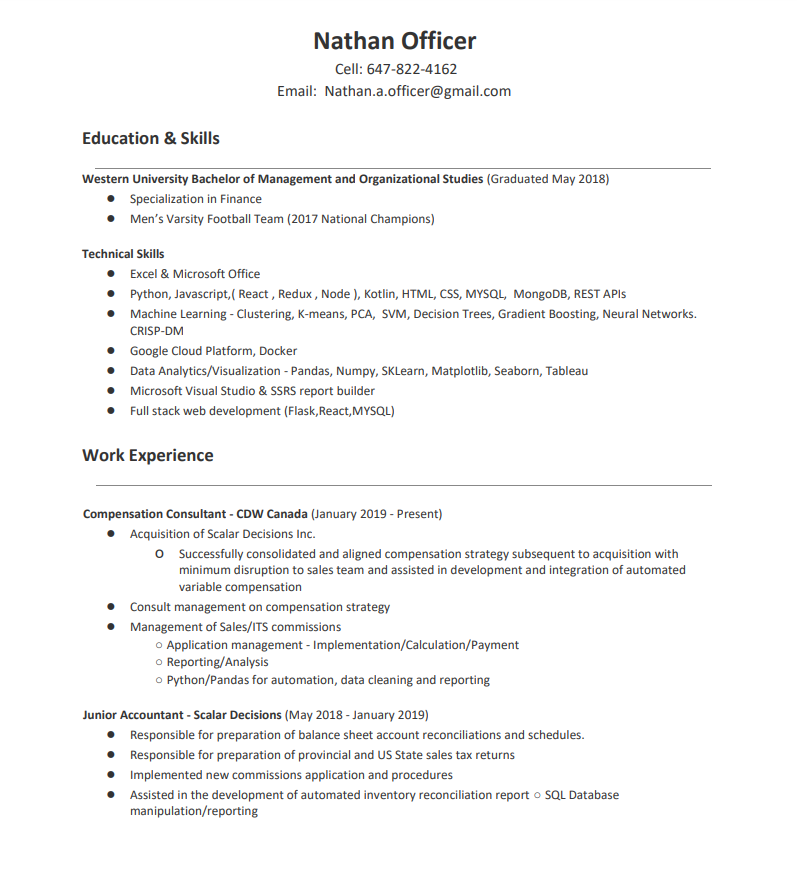 Nathan Officer
Cell: 647-822-4162
Email:  Nathan.a.officer@gmail.com
Education & Skills
Western University Bachelor of Management and Organizational Studies (Graduated May 2018)
● Specialization in Finance
● Men’s Varsity Football Team (2017 National Champions)
Technical Skills
● Excel & Microsoft Office
● Python, Javascript,( React , Redux , Node ), Kotlin, HTML, CSS, MYSQL,  MongoDB, REST APIs
● Machine Learning - Clustering, K-means, PCA,  SVM, Decision Trees, Gradient Boosting, Neural Networks.
CRISP-DM
● Google Cloud Platform, Docker
● Data Analytics/Visualization - Pandas, Numpy, SKLearn, Matplotlib, Seaborn, Tableau
● Microsoft Visual Studio & SSRS report builder
● Full stack web development (Flask,React,MYSQL)
Work Experience
Compensation Consultant - CDW Canada (January 2019 - Present)
● Acquisition of Scalar Decisions Inc.
O Successfully consolidated and aligned compensation strategy subsequent to acquisition with
minimum disruption to sales team and assisted in development and integration of automated
variable compensation
● Consult management on compensation strategy
● Management of Sales/ITS commissions
○ Application management - Implementation/Calculation/Payment
○ Reporting/Analysis
○ Python/Pandas for automation, data cleaning and reporting
Junior Accountant - Scalar Decisions (May 2018 - January 2019)
● Responsible for preparation of balance sheet account reconciliations and schedules.
● Responsible for preparation of provincial and US State sales tax returns
● Implemented new commissions application and procedures
● Assisted in the development of automated inventory reconciliation report ○ SQL Database
manipulation/reporting